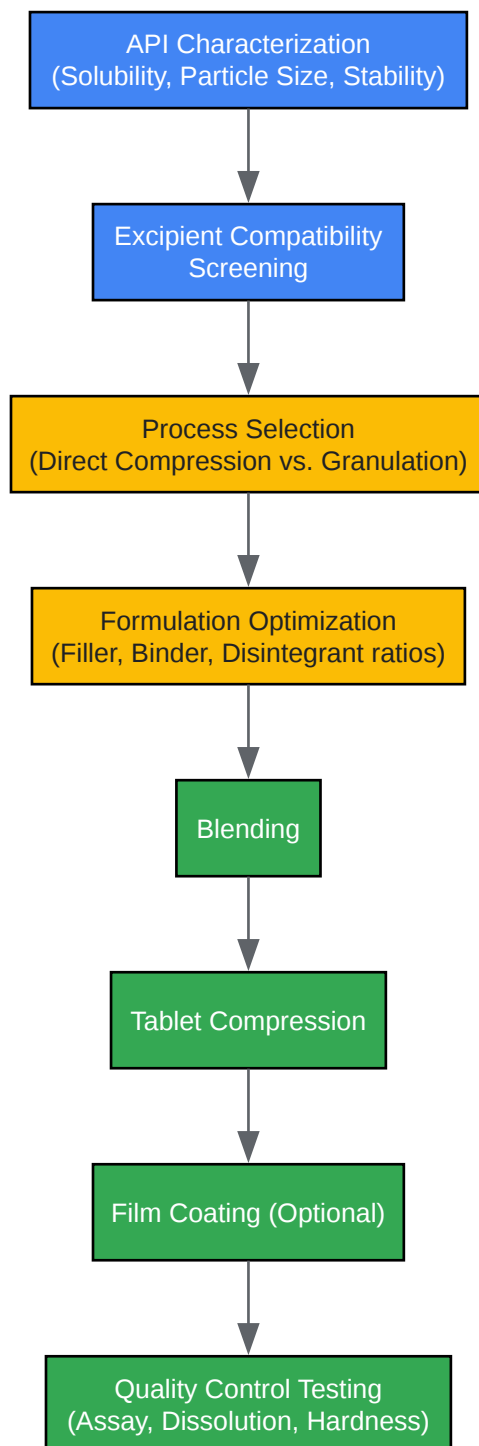 API Characterization
(Solubility, Particle Size, Stability)
Excipient Compatibility
Screening
Process Selection
(Direct Compression vs. Granulation)
Formulation Optimization
(Filler, Binder, Disintegrant ratios)
Blending
Tablet Compression
Film Coating (Optional)
Quality Control Testing
(Assay, Dissolution, Hardness)